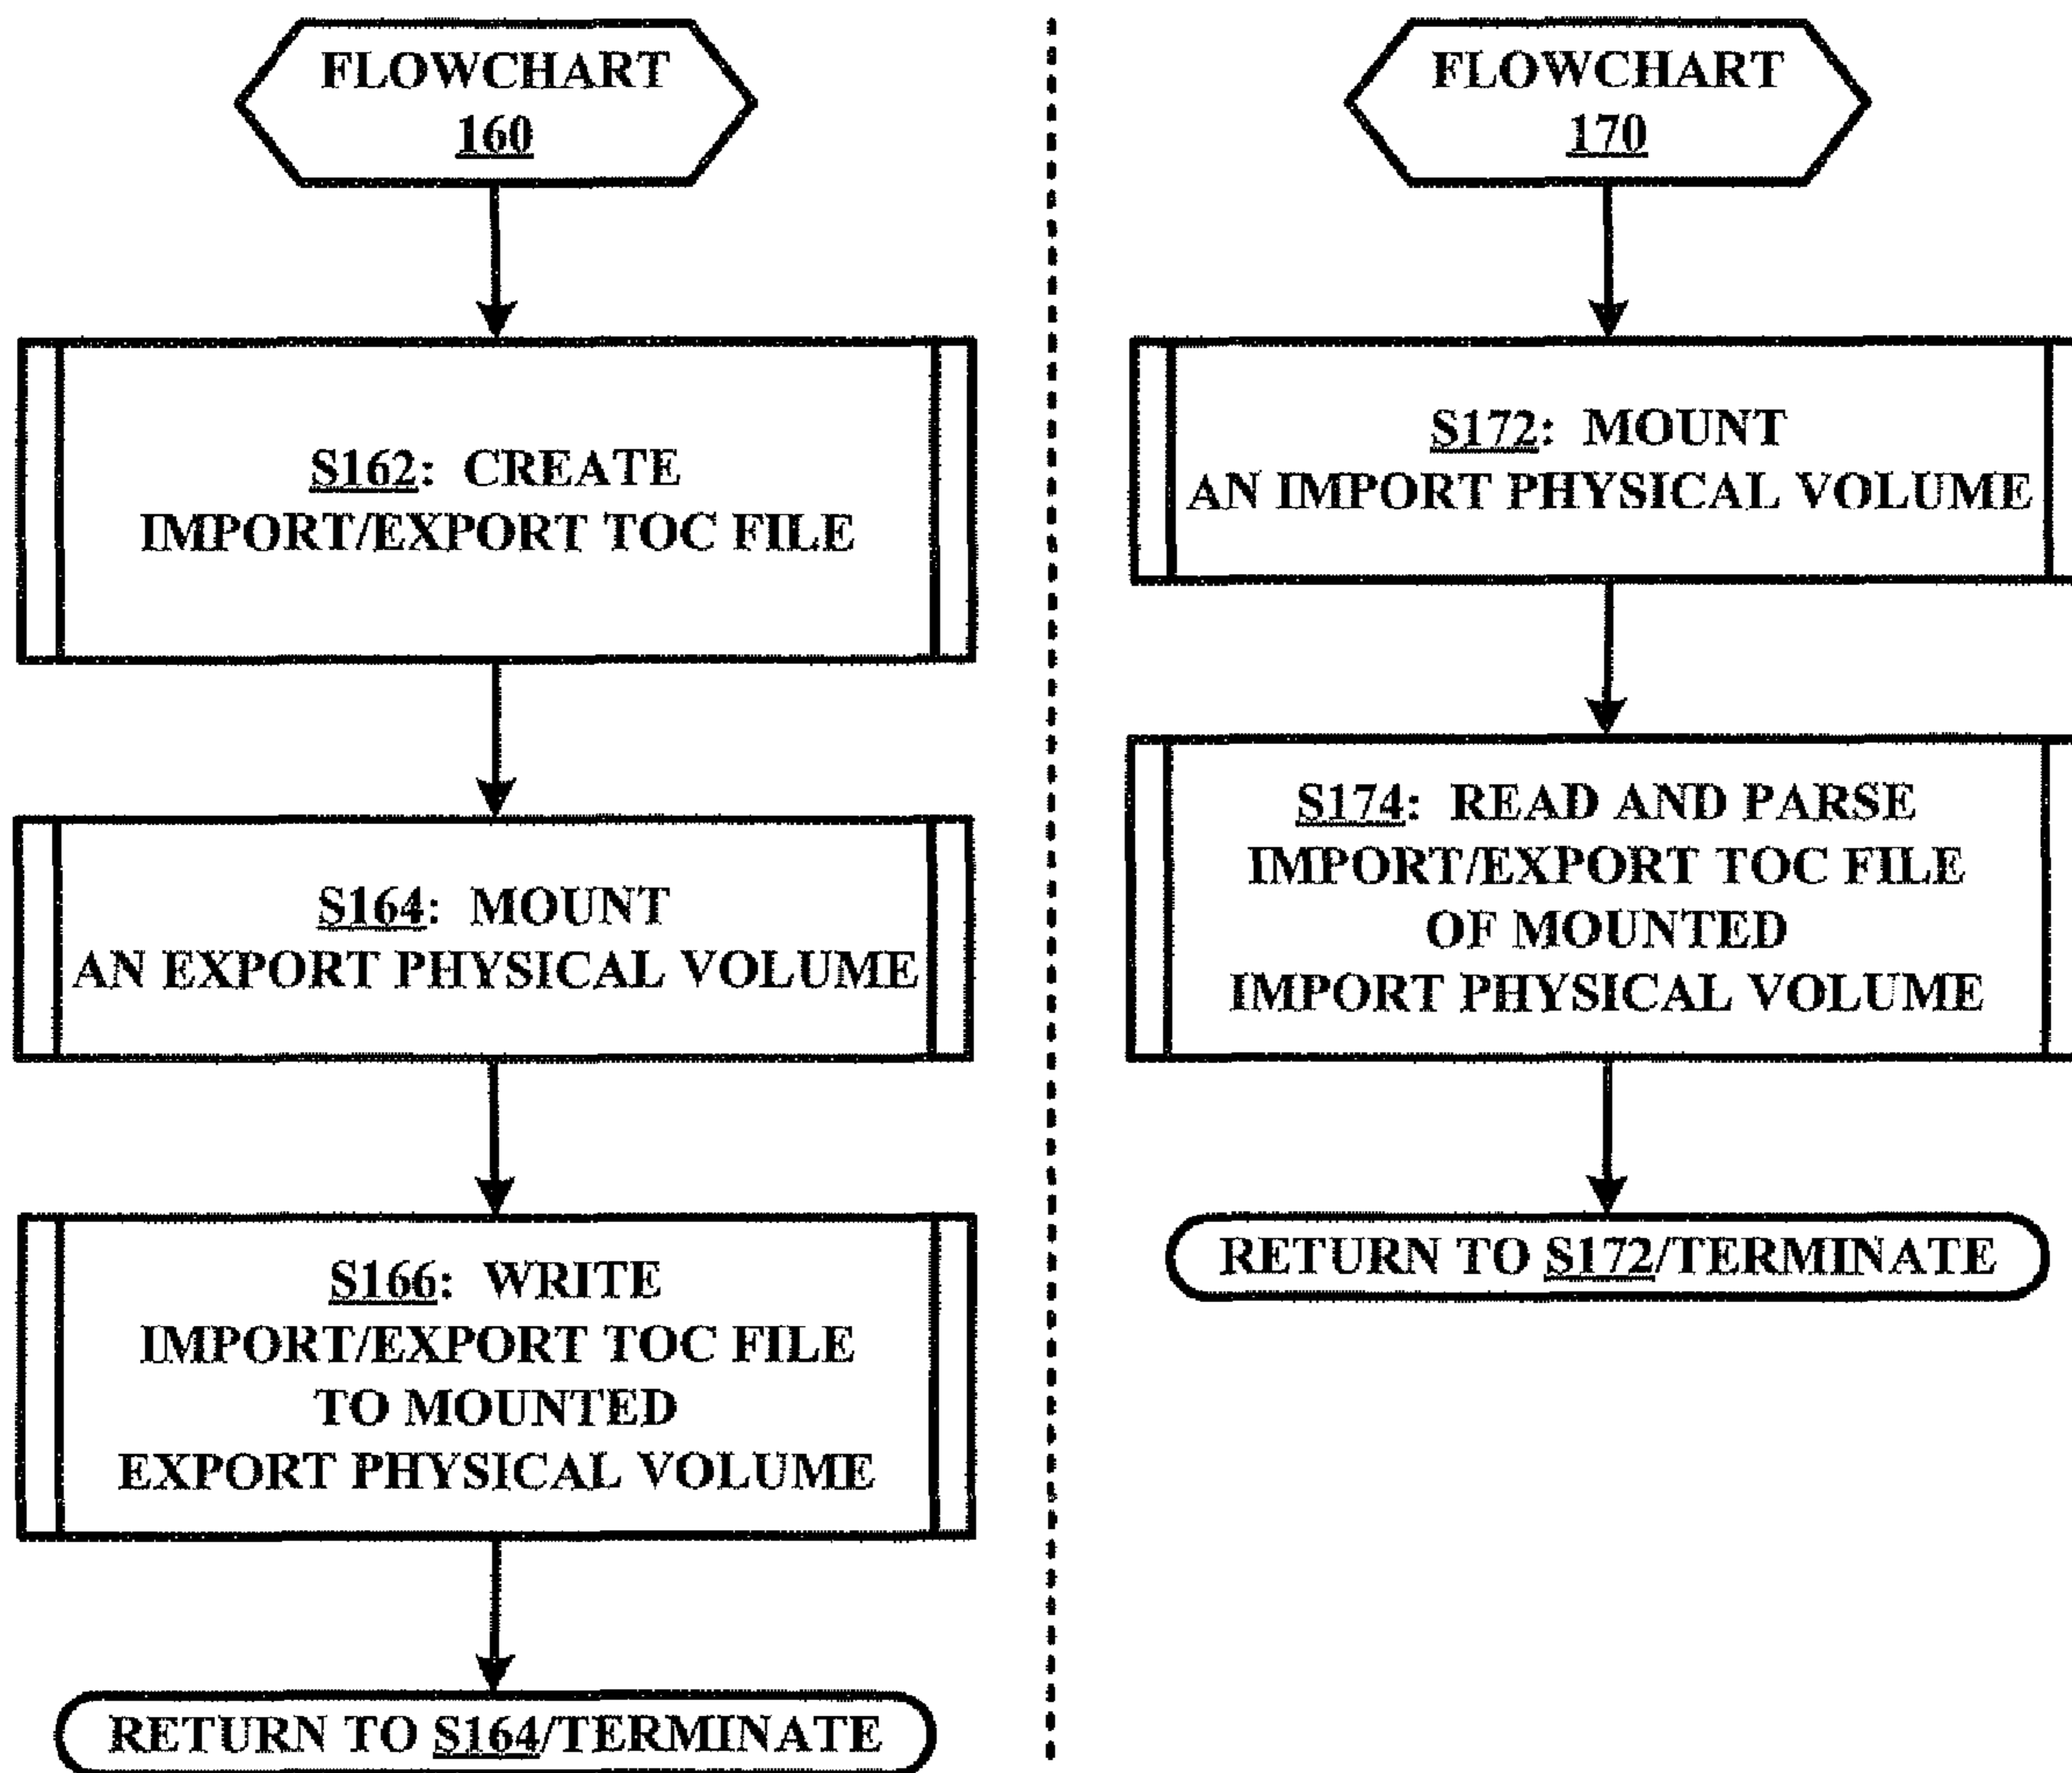 FLOWCHART
160
S162: CREATE
IMPORT/EXPORT TOC FILE
S164: MOUNT
AN EXPORT PHYSICAL VOLUME
S166: WRITE
IMPORT/EXPORT TOC FILE
TO MOUNTED
EXPORT PHYSICAL VOLUME
RETURN TO S164/TERMINATE
FLOWCHART
170
S172: MOUNT
AN IMPORT PHYSICAL VOLUME
S174: READ AND PARSE
IMPORT/EXPORT TOC FILE
OF MOUNTED
IMPORT PHYSICAL VOLUME
RETURN TO S172/TERMINATE